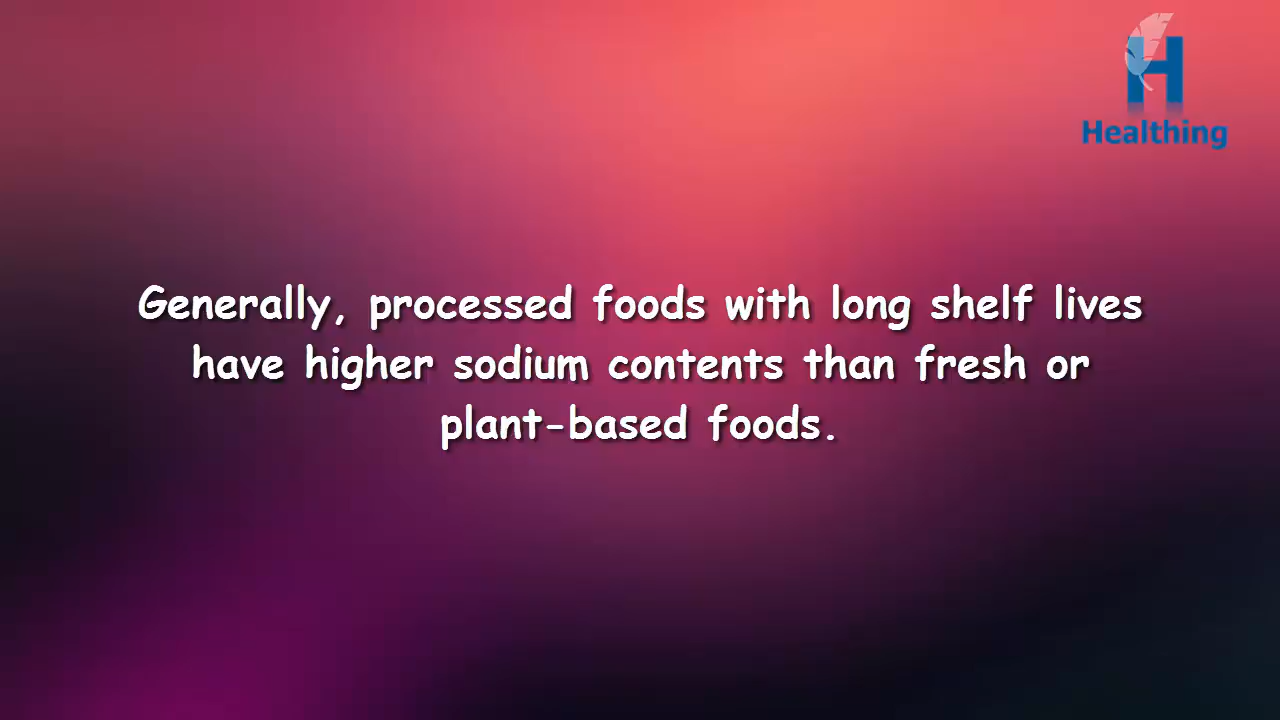 H
Healthing
Generally, processed foods with long shelf lives
have higher sodium contents than fresh or
plant-based foods.